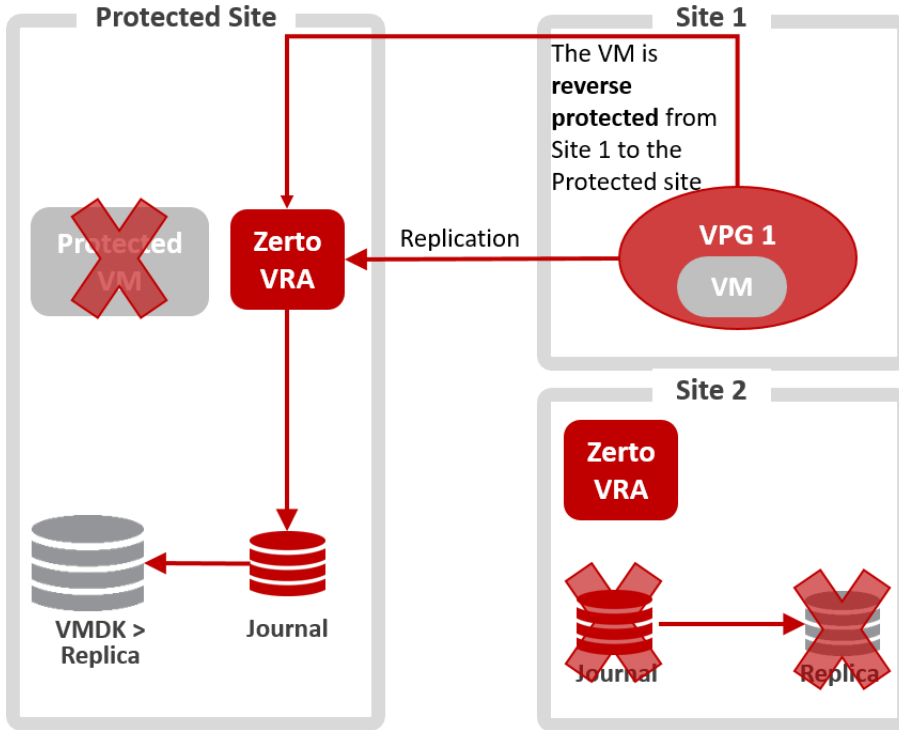 Protected Site
Site 1
The VM is
reverse
protected from
Site 1 to the
Protected site
Protected
VM
Zerto
VRA
Replication
VPG 1
VM
Site 2
Zerto
VRA
VMDK >
Replica
Journal
Journal
Replica